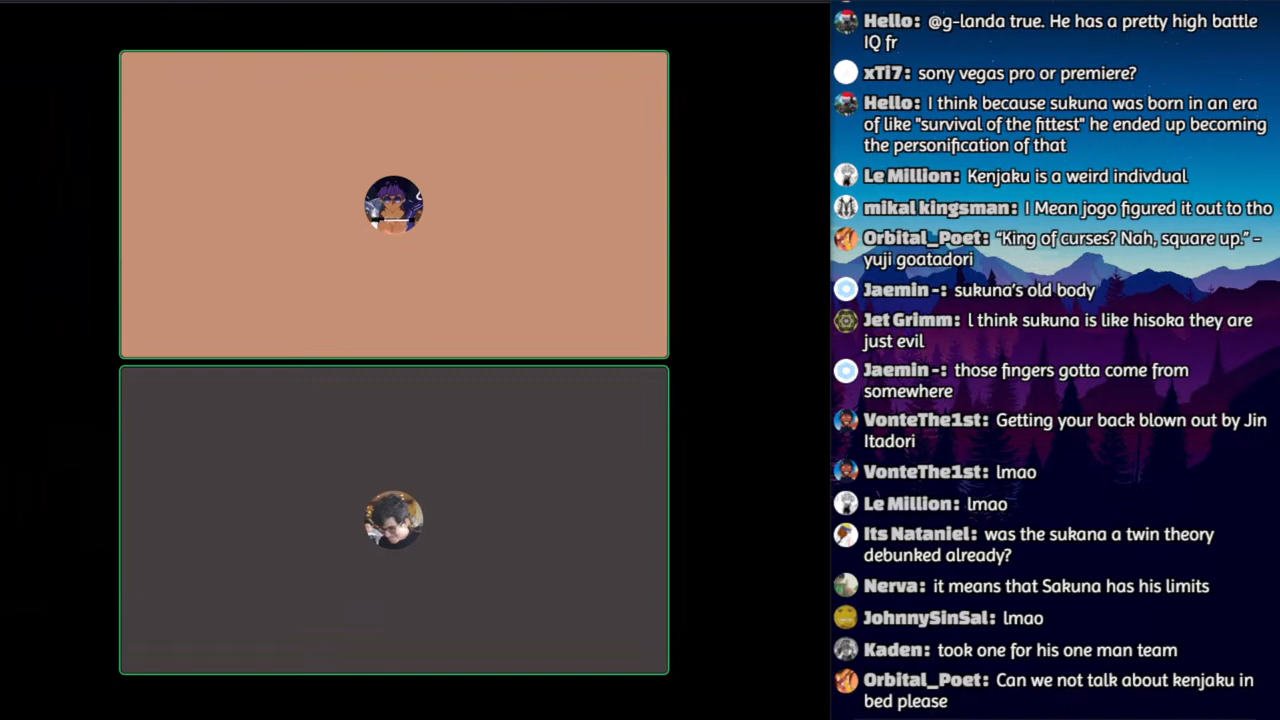 Hello: @g-landa true. He has a pretty high battle
IQ fr
xTi7: sony vegas pro or premiere?
Hello: I think because sukuna was born in an era
of like "survival of the fittest" he ended up becoming
the personification of that
Le Million: Kenjaku is a weird indivdual
mikal kingsman: I Mean jogo figured it out to tho
Orbital_Poet: “King of curses? Nah, square up.” -
yuji goatadori
Jaemin -: sukuna’s old body
Jet Grimm: l think sukuna is like hisoka they are
just evil
Jaemin -: those fingers gotta come from
somewhere
VonteThe1st: Getting your back blown out by Jin
Itadori
VonteThe1st: lmao
Le Million: lmao
Its Nataniel: was the sukana a twin theory
debunked already?
Nerva: it means that Sakuna has his limits
JohnnySinSal: lmao
Kaden: took one for his one man team
Orbital_Poet: Can we not talk about kenjaku in
bed please